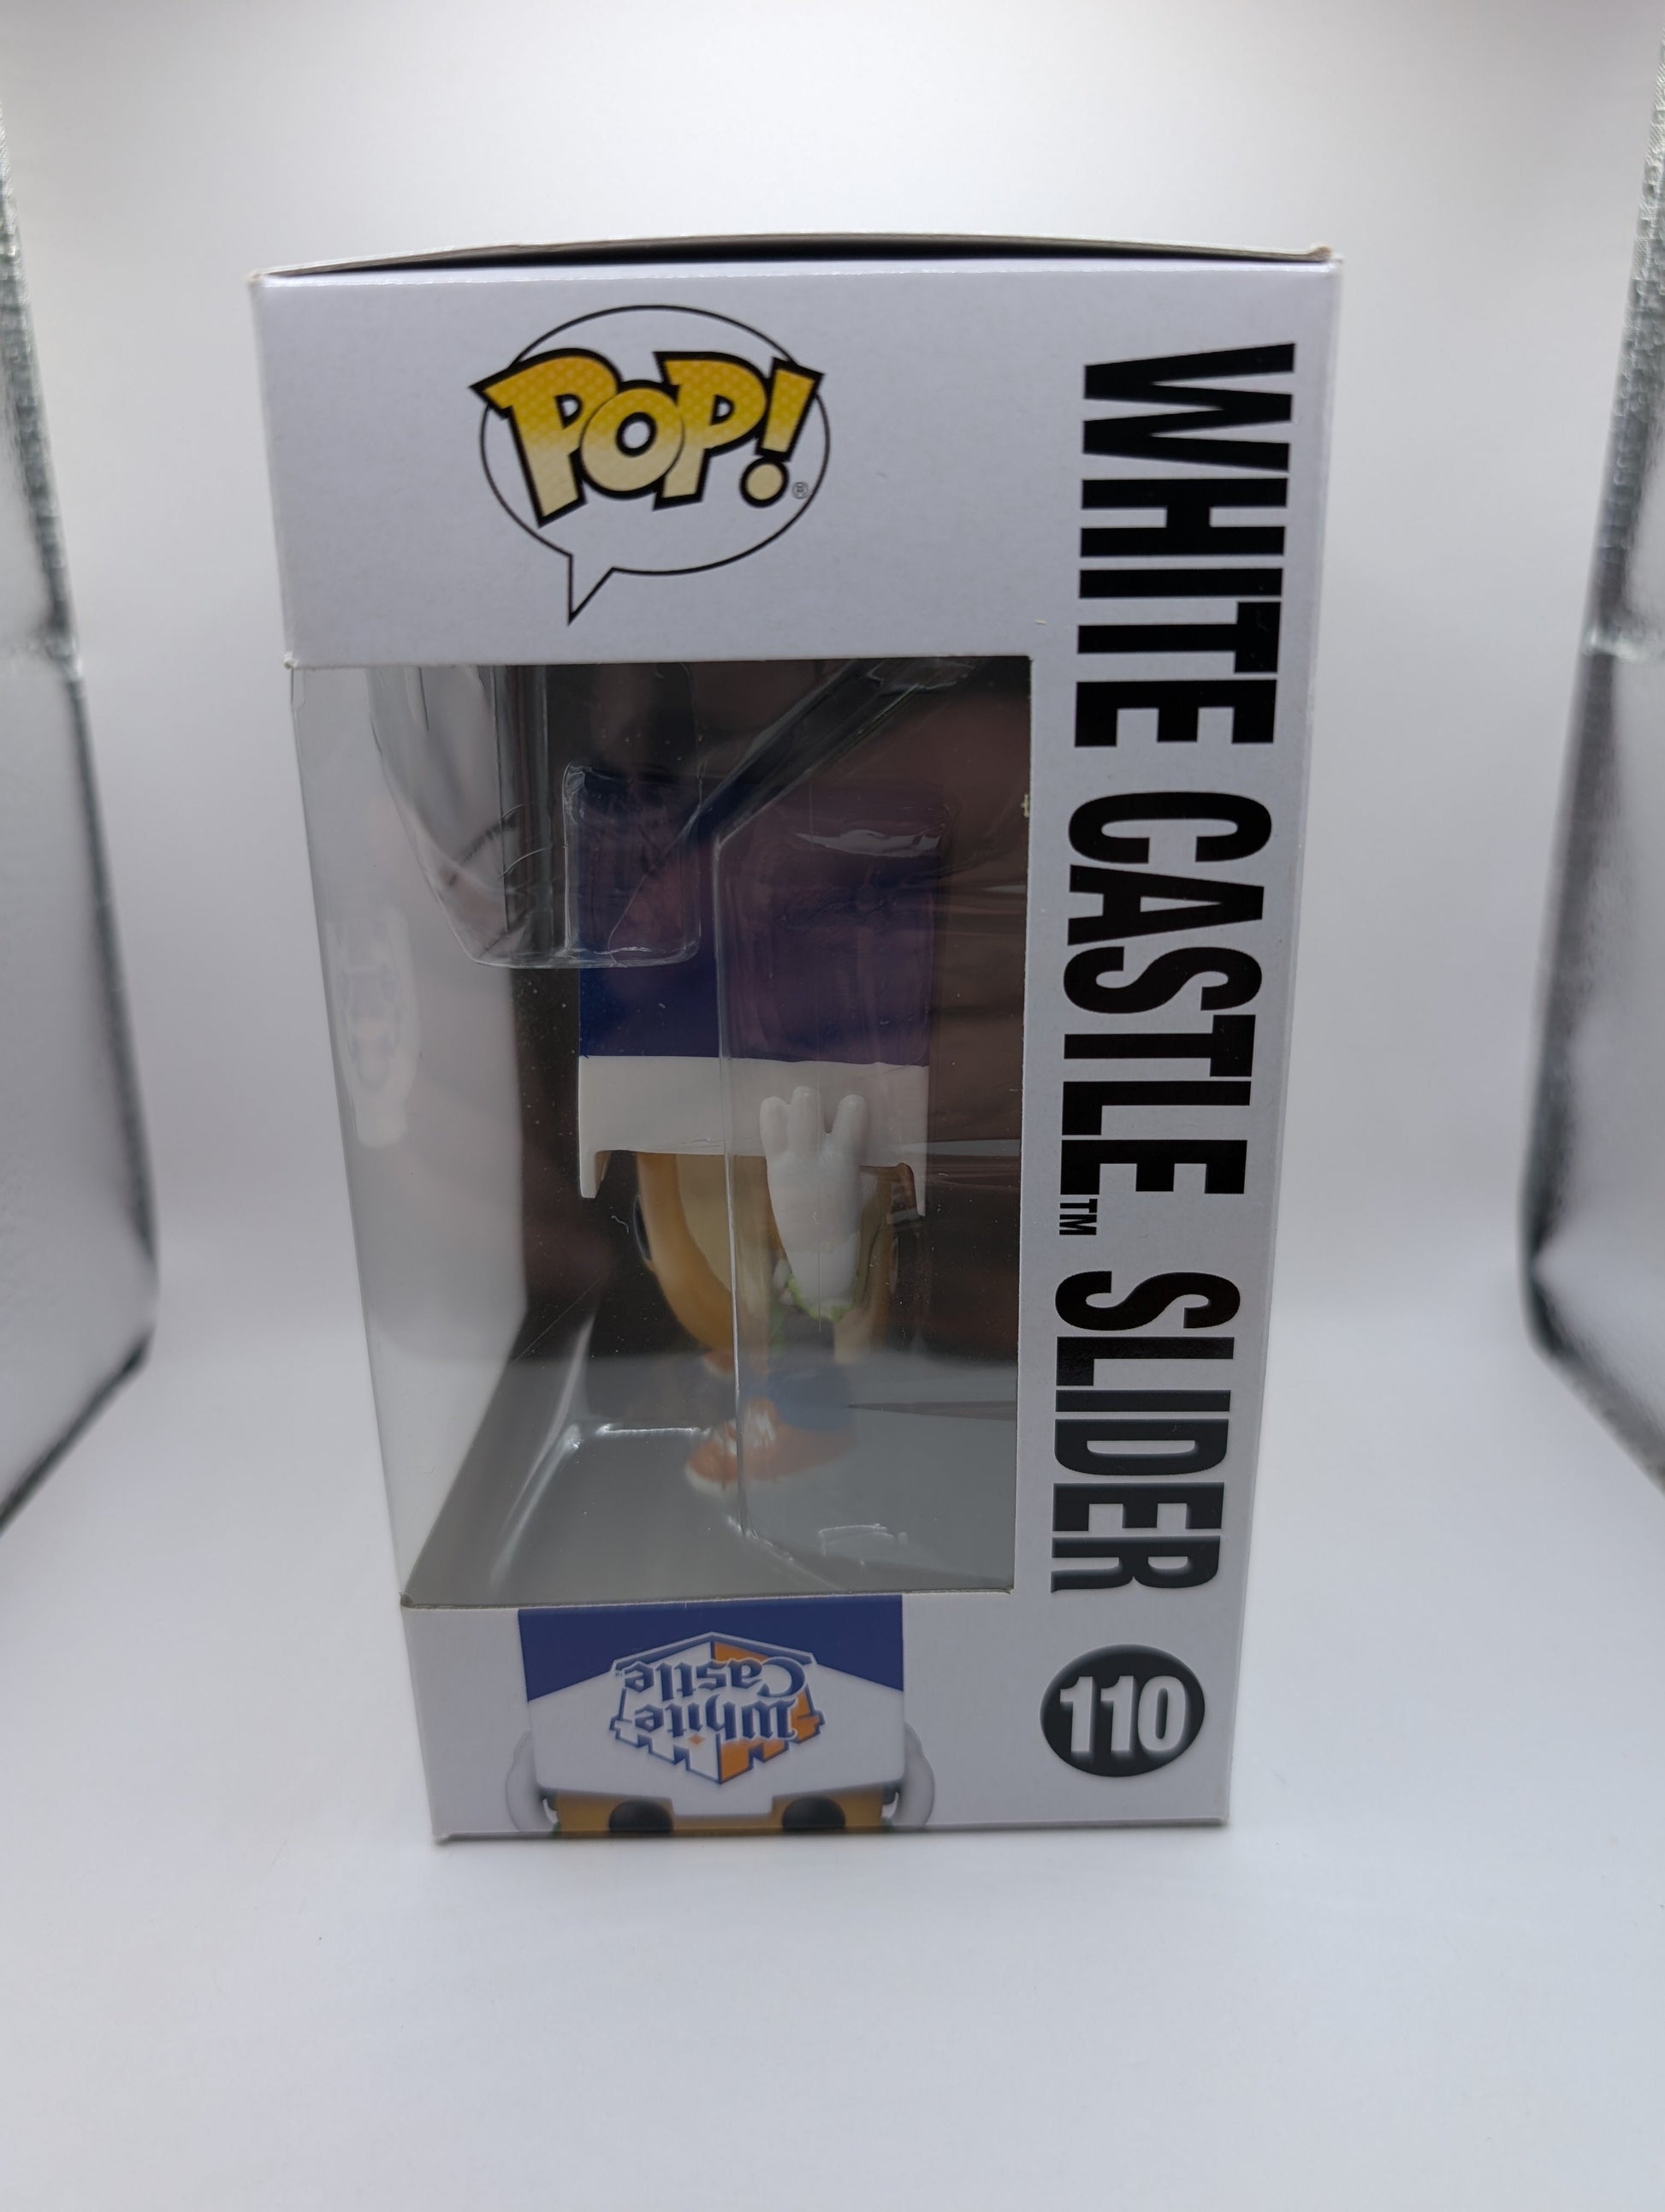 POP!®
WHITE CASTLE™ SLIDER
110
White
Castle